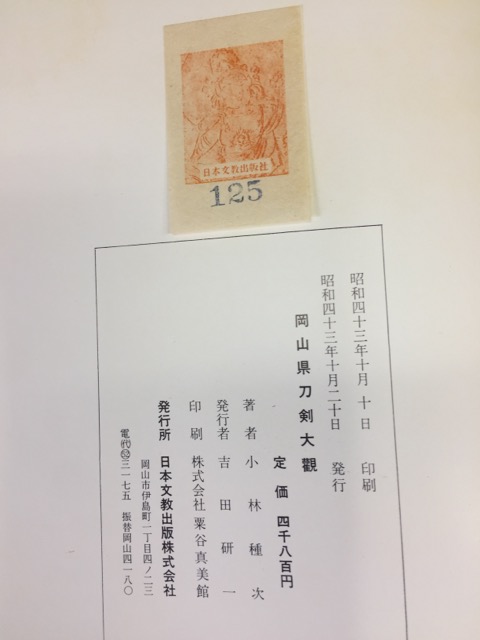 日本文教出版社
125
昭和四十三年十月十日 印刷
昭和四十三年十月二十日 発行
岡山県刀剣大觀
定価 四千八百円
著者 小林種次
発行者 吉田研一
印刷 株式会社粟谷真美館
発行所 日本文教出版株式会社
岡山市伊島町一丁目四ノ二三
電代㊾三一七五 振替岡山四一八〇